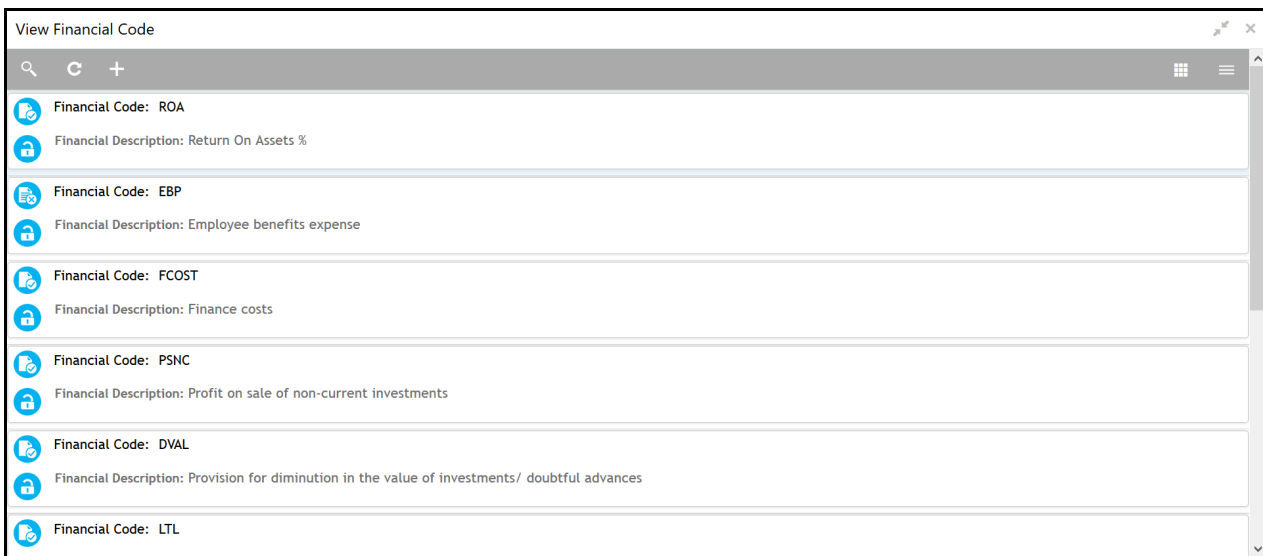 View Financial Code
Financial Code: ROA
Financial Description: Return On Assets %
Financial Code: EBP
Financial Description: Employee benefits expense
Financial Code: FCOST
Financial Description: Finance costs
Financial Code: PSNC
Financial Description: Profit on sale of non-current investments
Financial Code: DVAL
Financial Description: Provision for diminution in the value of investments/ doubtful advances
Financial Code: LTL